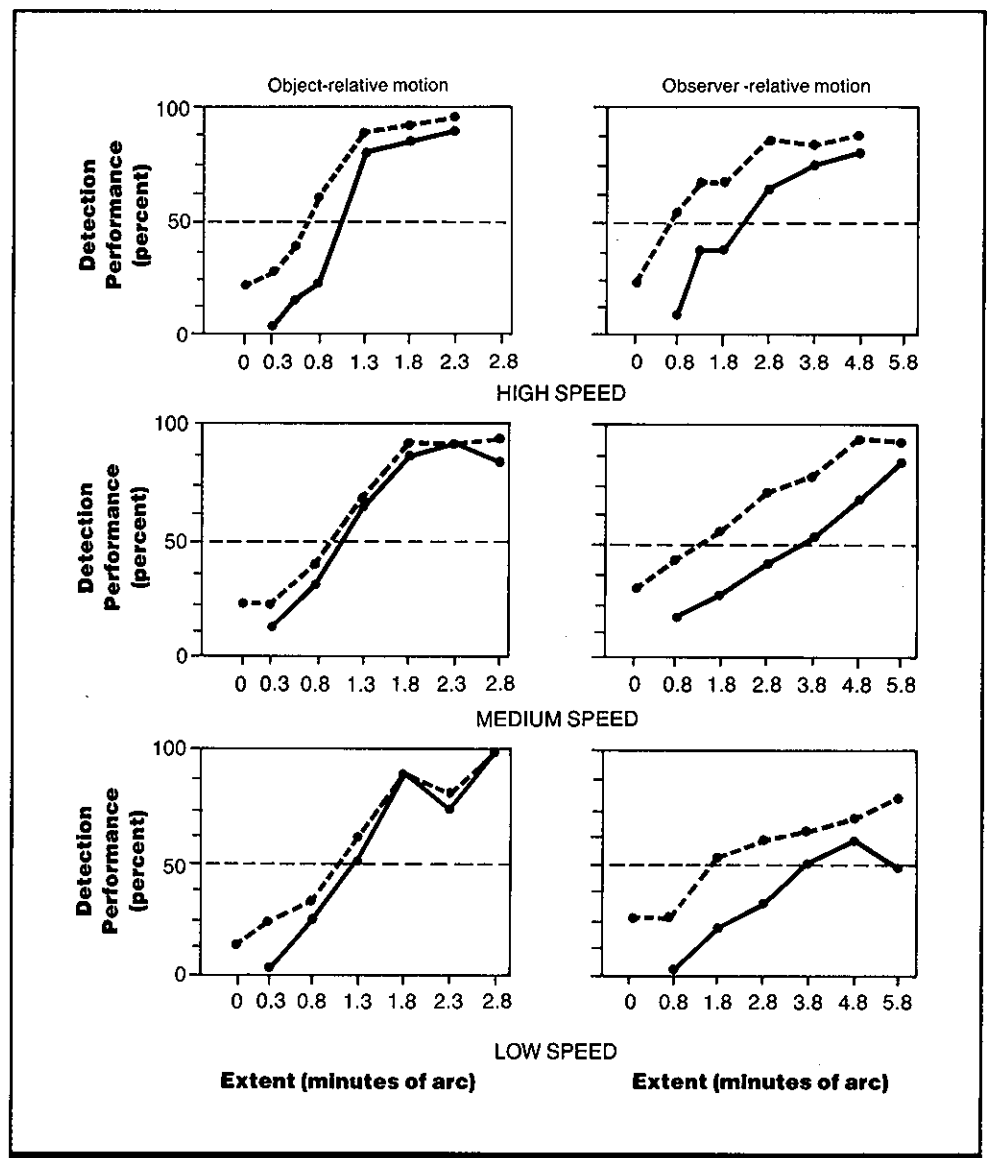 Object-relative motion
Observer -relative motion
Detection
Performance
(percent)
100
50
0
0 0.3 0.8 1.3 1.8 2.3 2.8
0 0.8 1.8 2.8 3.8 4.8 5.8
HIGH SPEED
Detection
Performance
(percent)
100
50
0
0 0.3 0.8 1.3 1.8 2.3 2.8
0 0.8 1.8 2.8 3.8 4.8 5.8
MEDIUM SPEED
Detection
Performance
(percent)
100
50
0
0 0.3 0.8 1.3 1.8 2.3 2.8
0 0.8 1.8 2.8 3.8 4.8 5.8
LOW SPEED
Extent (minutes of arc)
Extent (minutes of arc)